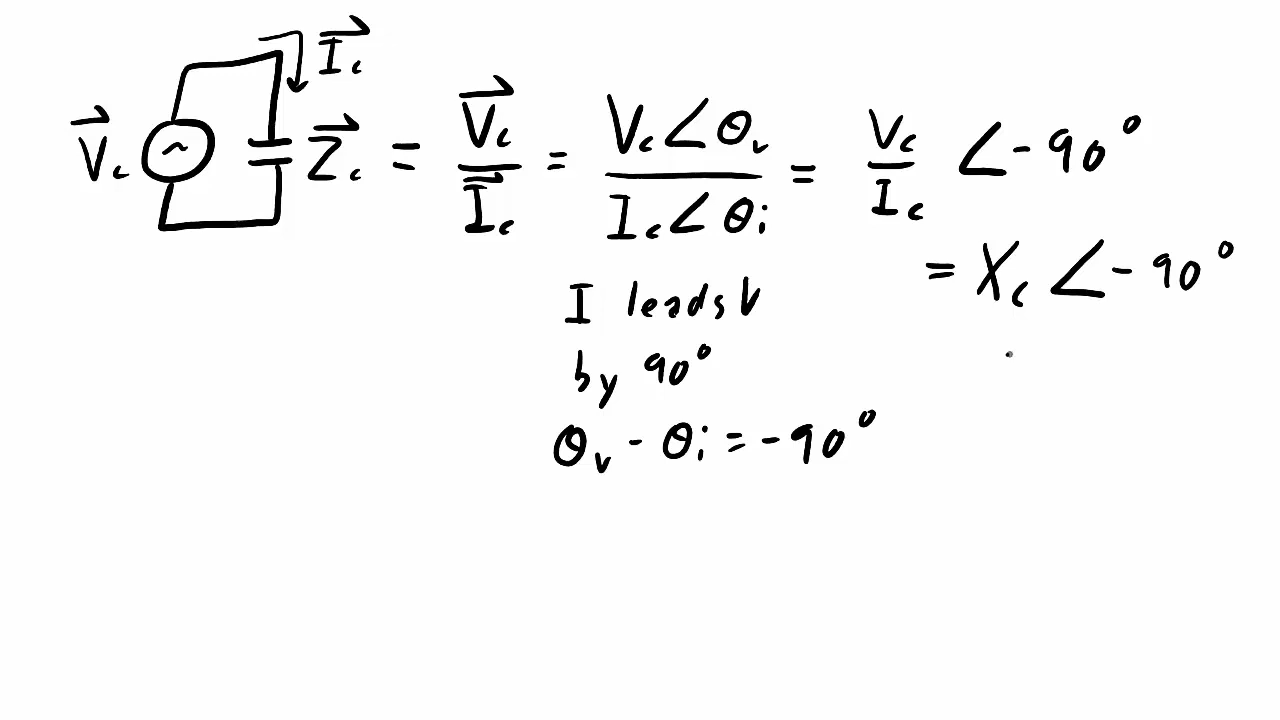 I⃗c
V⃗c ~ Z⃗c = V⃗c / I⃗c = Vc∠θv / Ic∠θi = Vc / Ic ∠-90°
= Xc ∠-90°
I leads V
by 90°
θv - θi = -90°